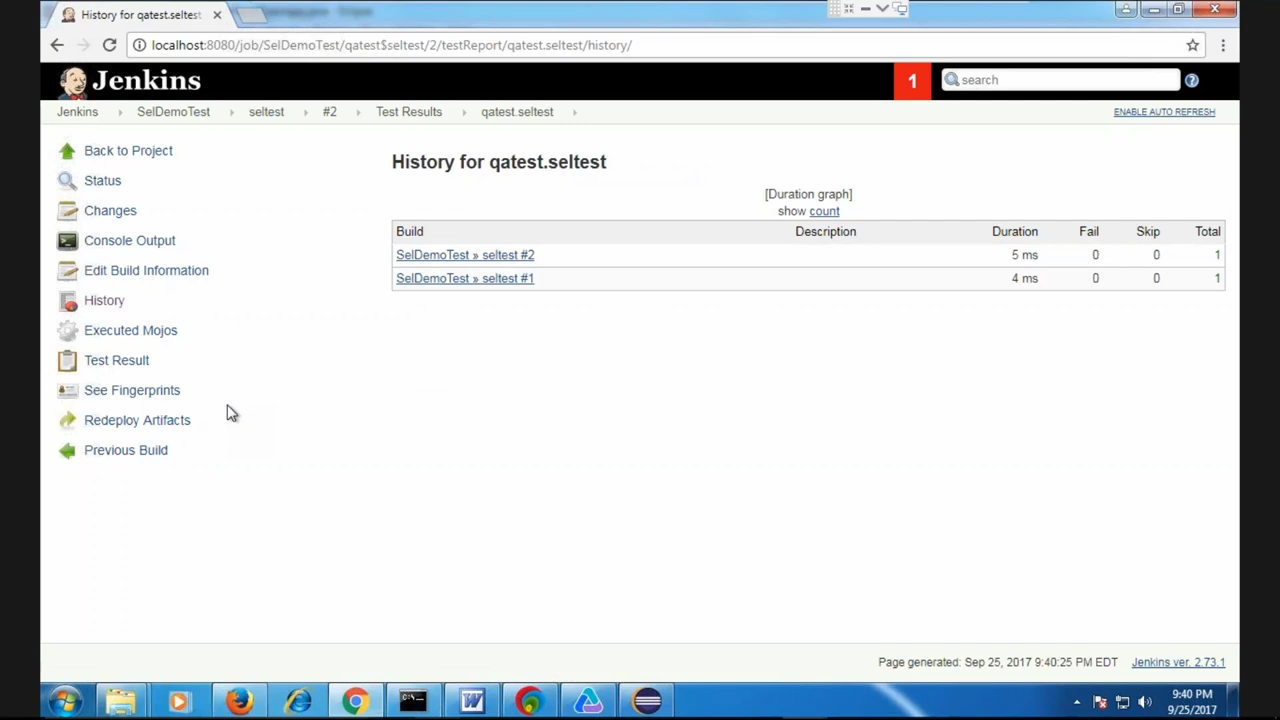 History for qatest.seltest
localhost:8080/job/SelDemoTest/qatest$seltest/2/testReport/qatest.seltest/history/
Jenkins
1
search
Jenkins SelDemoTest seltest #2 Test Results qatest.seltest
ENABLE AUTO REFRESH
Back to Project
Status
Changes
Console Output
Edit Build Information
History
Executed Mojos
Test Result
See Fingerprints
Redeploy Artifacts
Previous Build
History for qatest.seltest
[Duration graph]
show count
Build Description Duration Fail Skip Total
SelDemoTest » seltest #2 5 ms 0 0 1
SelDemoTest » seltest #1 4 ms 0 0 1
Page generated: Sep 25, 2017 9:40:25 PM EDT Jenkins ver. 2.73.1
9:40 PM
9/25/2017